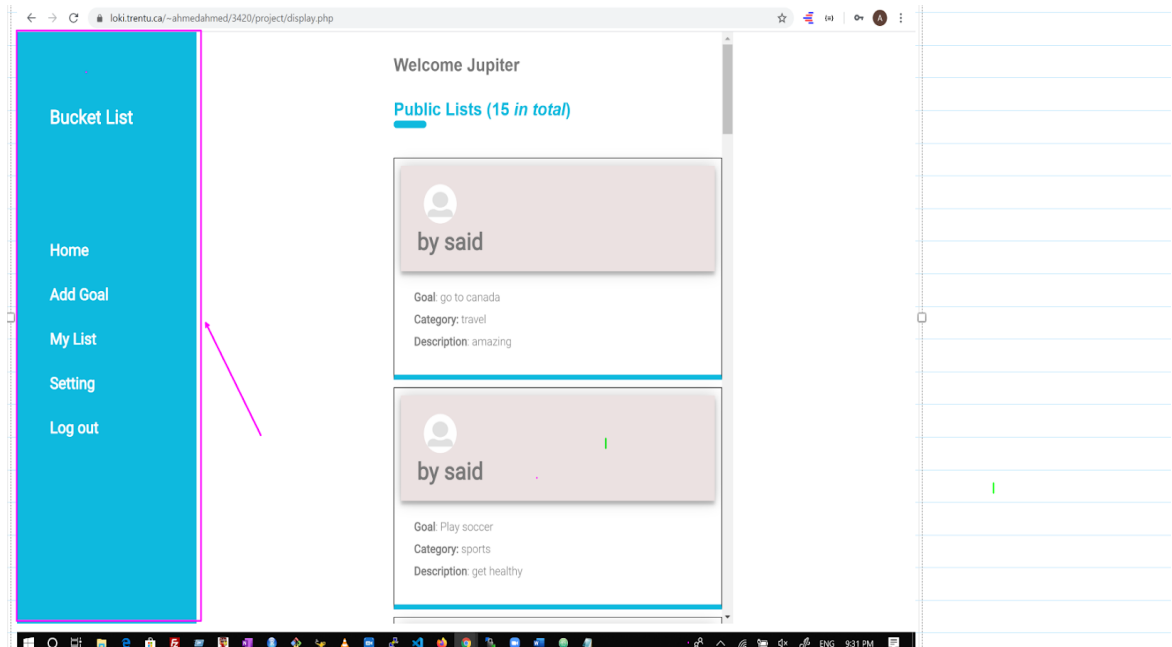 loki.trentu.ca/~ahmedahmed/3420/project/display.php
A
Bucket List
Home
Add Goal
My List
Setting
Log out
Welcome Jupiter
Public Lists (15 in total)
by said
Goal: go to canada
Category: travel
Description: amazing
by said
Goal: Play soccer
Category: sports
Description: get healthy
ENG 9:31 PM